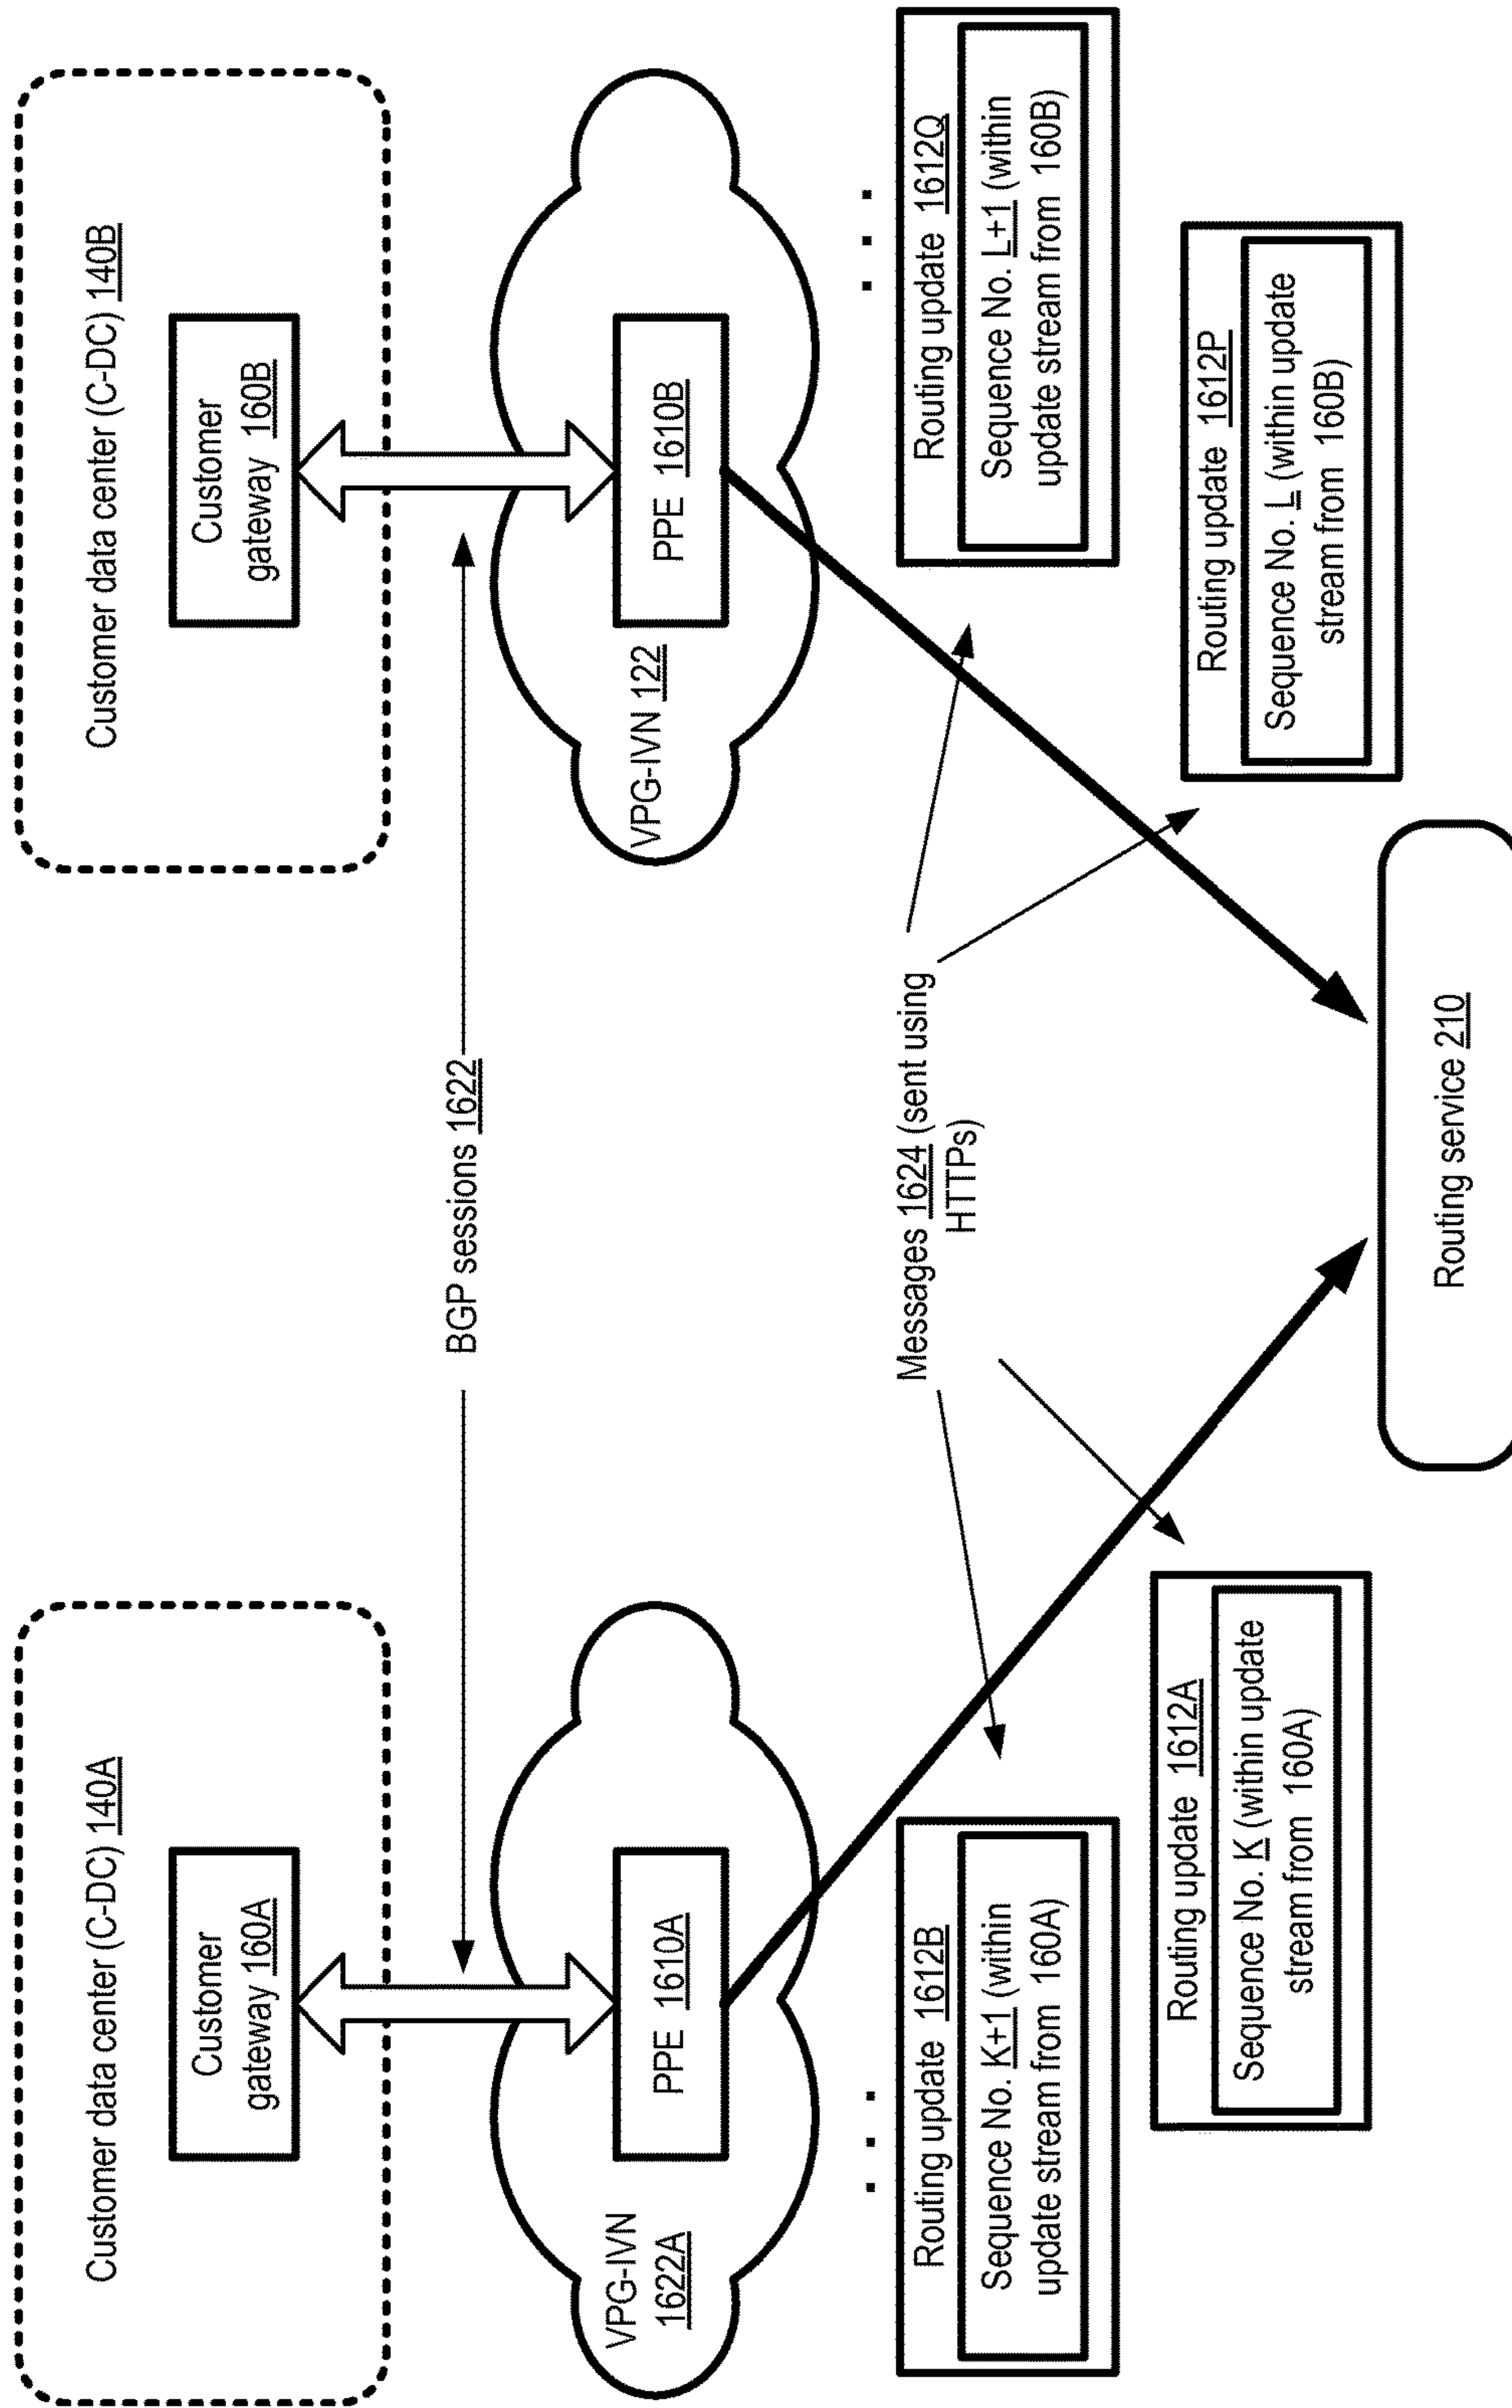 Customer data center (C-DC) 140A
Customer
gateway 160A
Customer data center (C-DC) 140B
Customer
gateway 160B
BGP sessions 1622
VPG-IVN
1622A
PPE 1610A
VPG-IVN 122
PPE 1610B
. . .
Routing update 1612B
Sequence No. K+1 (within
update stream from 160A)
Messages 1624 (sent using
HTTPs)
. . .
Routing update 1612Q
Sequence No. L+1 (within
update stream from 160B)
Routing update 1612A
Sequence No. K (within update
stream from 160A)
Routing update 1612P
Sequence No. L (within update
stream from 160B)
Routing service 210